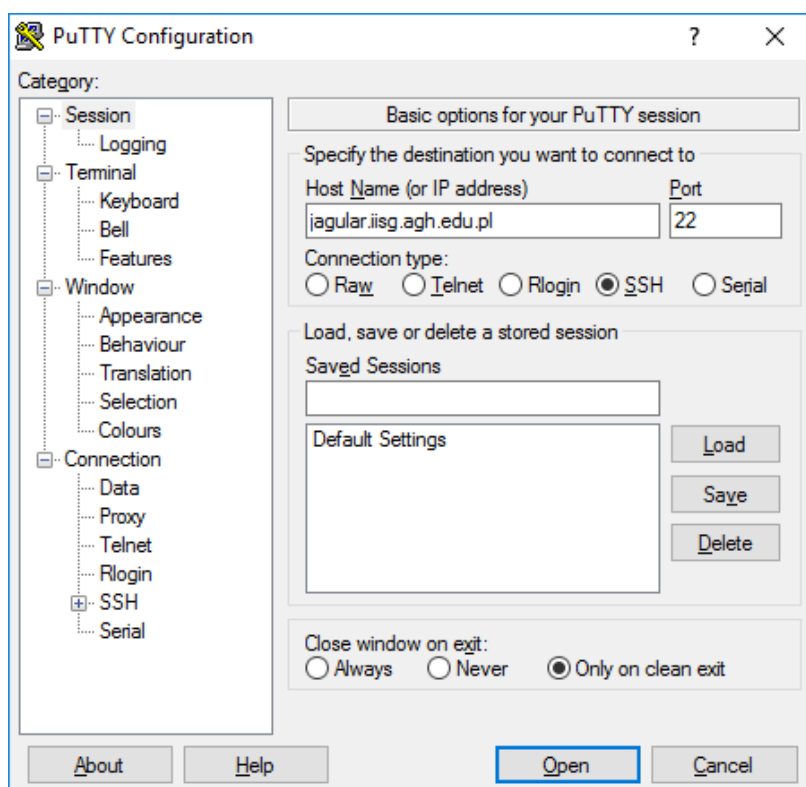 PuTTY Configuration
?
Category:
Session
Logging
Terminal
Keyboard
Bell
Features
Window
Appearance
Behaviour
Translation
Selection
Colours
Connection
Data
Proxy
Telnet
Rlogin
SSH
Serial
Basic options for your PuTTY session
Specify the destination you want to connect to
Host Name (or IP address) Port
jagular.iisg.agh.edu.pl 22
Connection type:
Raw Telnet Rlogin SSH Serial
Load, save or delete a stored session
Saved Sessions
Default Settings
Load
Save
Delete
Close window on exit:
Always Never Only on clean exit
About Help Open Cancel